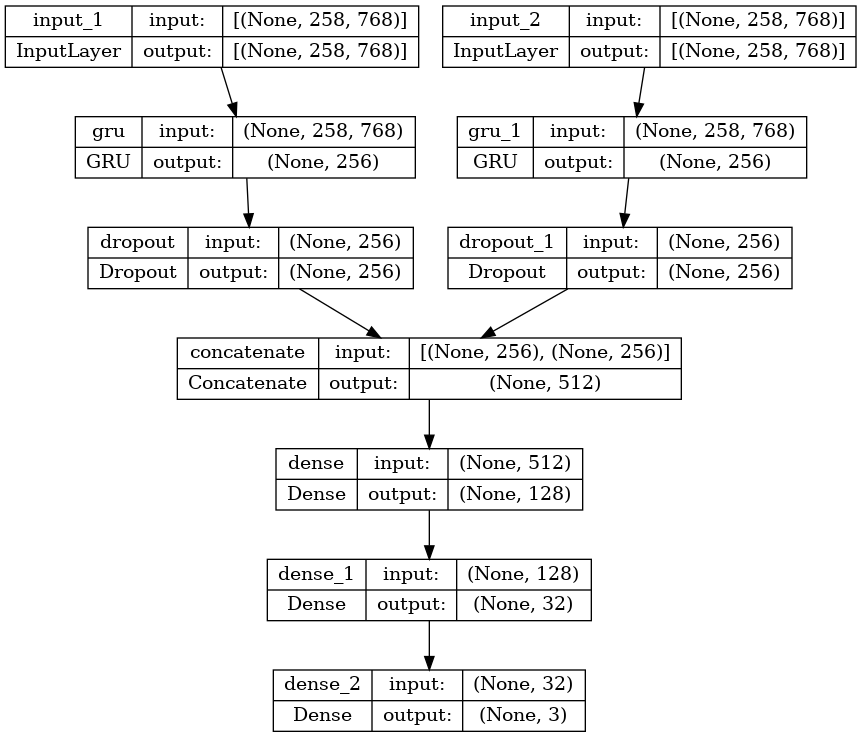 input_1 input: [(None, 258, 768)]
InputLayer output: [(None, 258, 768)]
input_2 input: [(None, 258, 768)]
InputLayer output: [(None, 258, 768)]
gru input: (None, 258, 768)
GRU output: (None, 256)
gru_1 input: (None, 258, 768)
GRU output: (None, 256)
dropout input: (None, 256)
Dropout output: (None, 256)
dropout_1 input: (None, 256)
Dropout output: (None, 256)
concatenate input: [(None, 256), (None, 256)]
Concatenate output: (None, 512)
dense input: (None, 512)
Dense output: (None, 128)
dense_1 input: (None, 128)
Dense output: (None, 32)
dense_2 input: (None, 32)
Dense output: (None, 3)